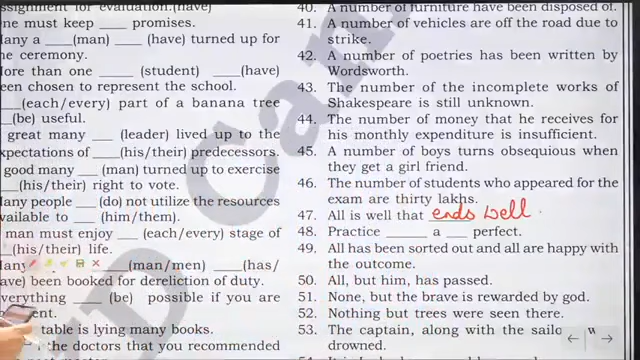 assignment for evaluation.(have)
one must keep ____ promises.
Many a ____(man) ____ (have) turned up for
the ceremony.
More than one ____ (student) ____(have)
been chosen to represent the school.
____(each/every) part of a banana tree
____ (be) useful.
great many ____ (leader) lived up to the
expectations of ____(his/their) predecessors.
good many ____ (man) turned up to exercise
____(his/their) right to vote.
Many people ____ (do) not utilize the resources
available to ____ (him/them).
man must enjoy ____ (each/every) stage of
____(his/their) life.
Many ____ (man/men) ____(has/
have) been booked for dereliction of duty.
everything ____ (be) possible if you are
table is lying many books.
the doctors that you recommended
40. A number of furniture have been disposed of.
41. A number of vehicles are off the road due to
strike.
42. A number of poetries has been written by
Wordsworth.
43. The number of the incomplete works of
Shakespeare is still unknown.
44. The number of money that he receives for
his monthly expenditure is insufficient.
45. A number of boys turns obsequious when
they get a girl friend.
46. The number of students who appeared for the
exam are thirty lakhs.
47. All is well that ends well.
48. Practice ____ a ____ perfect.
49. All has been sorted out and all are happy with
the outcome.
50. All, but him, has passed.
51. None, but the brave is rewarded by god.
52. Nothing but trees were seen there.
53. The captain, along with the
drowned.